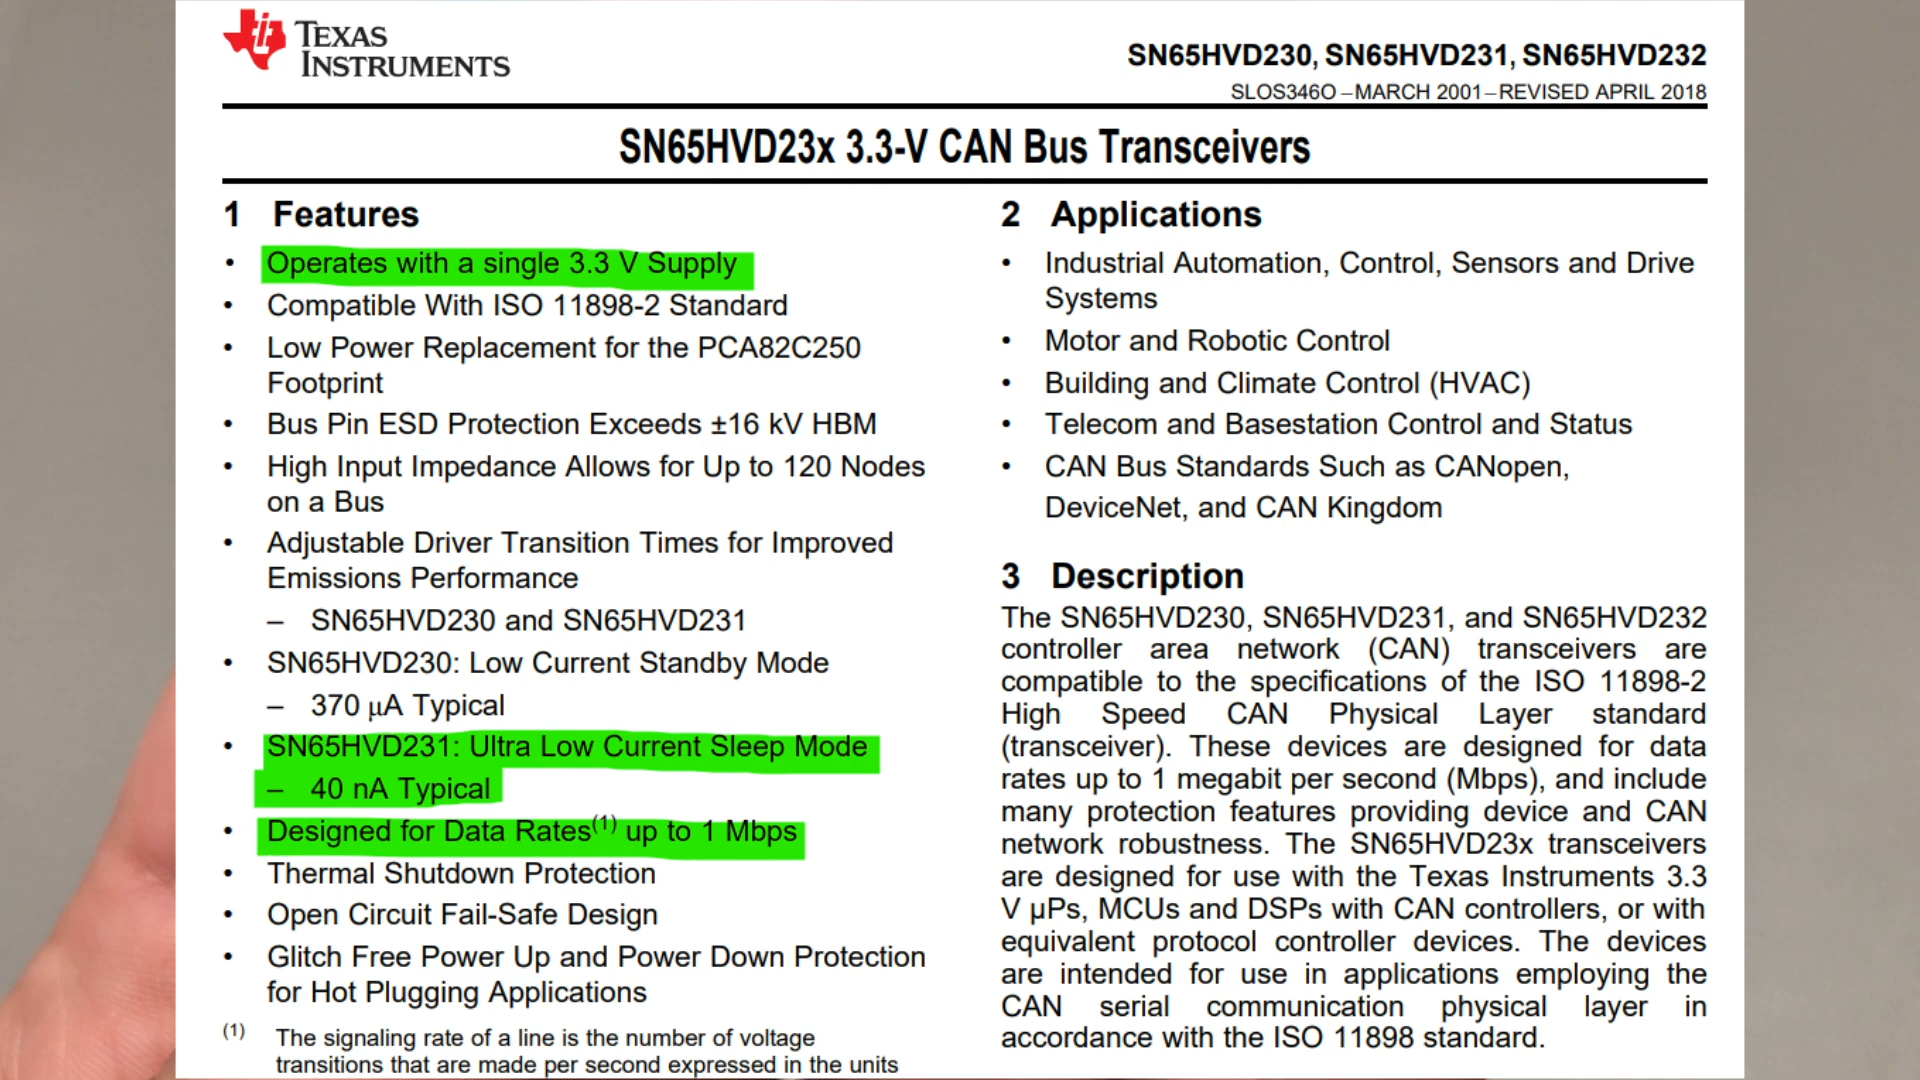 TEXAS
INSTRUMENTS
SN65HVD230, SN65HVD231, SN65HVD232
SLOS346O – MARCH 2001 – REVISED APRIL 2018
SN65HVD23x 3.3-V CAN Bus Transceivers
1 Features
• Operates with a single 3.3 V Supply
• Compatible With ISO 11898-2 Standard
• Low Power Replacement for the PCA82C250
Footprint
• Bus Pin ESD Protection Exceeds ±16 kV HBM
• High Input Impedance Allows for Up to 120 Nodes
on a Bus
• Adjustable Driver Transition Times for Improved
Emissions Performance
– SN65HVD230 and SN65HVD231
• SN65HVD230: Low Current Standby Mode
– 370 μA Typical
• SN65HVD231: Ultra Low Current Sleep Mode
– 40 nA Typical
• Designed for Data Rates(1) up to 1 Mbps
• Thermal Shutdown Protection
• Open Circuit Fail-Safe Design
• Glitch Free Power Up and Power Down Protection
for Hot Plugging Applications
(1) The signaling rate of a line is the number of voltage
transitions that are made per second expressed in the units
2 Applications
• Industrial Automation, Control, Sensors and Drive
Systems
• Motor and Robotic Control
• Building and Climate Control (HVAC)
• Telecom and Basestation Control and Status
• CAN Bus Standards Such as CANopen,
DeviceNet, and CAN Kingdom
3 Description
The SN65HVD230, SN65HVD231, and SN65HVD232
controller area network (CAN) transceivers are
compatible to the specifications of the ISO 11898-2
High Speed CAN Physical Layer standard
(transceiver). These devices are designed for data
rates up to 1 megabit per second (Mbps), and include
many protection features providing device and CAN
network robustness. The SN65HVD23x transceivers
are designed for use with the Texas Instruments 3.3
V µPs, MCUs and DSPs with CAN controllers, or with
equivalent protocol controller devices. The devices
are intended for use in applications employing the
CAN serial communication physical layer in
accordance with the ISO 11898 standard.